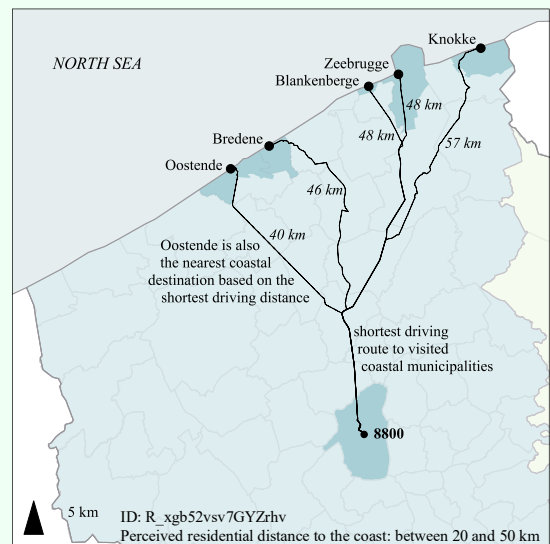 Knokke
NORTH SEA
Zeebrugge
Blankenberge
48 km
48 km
Bredene
57 km
Oostende
46 km
40 km
Oostende is also
the nearest coastal
destination based on the
shortest driving distance
shortest driving
route to visited
coastal municipalities
8800
5 km
ID: R_xgb52vsv7GYZrhv
Perceived residential distance to the coast: between 20 and 50 km